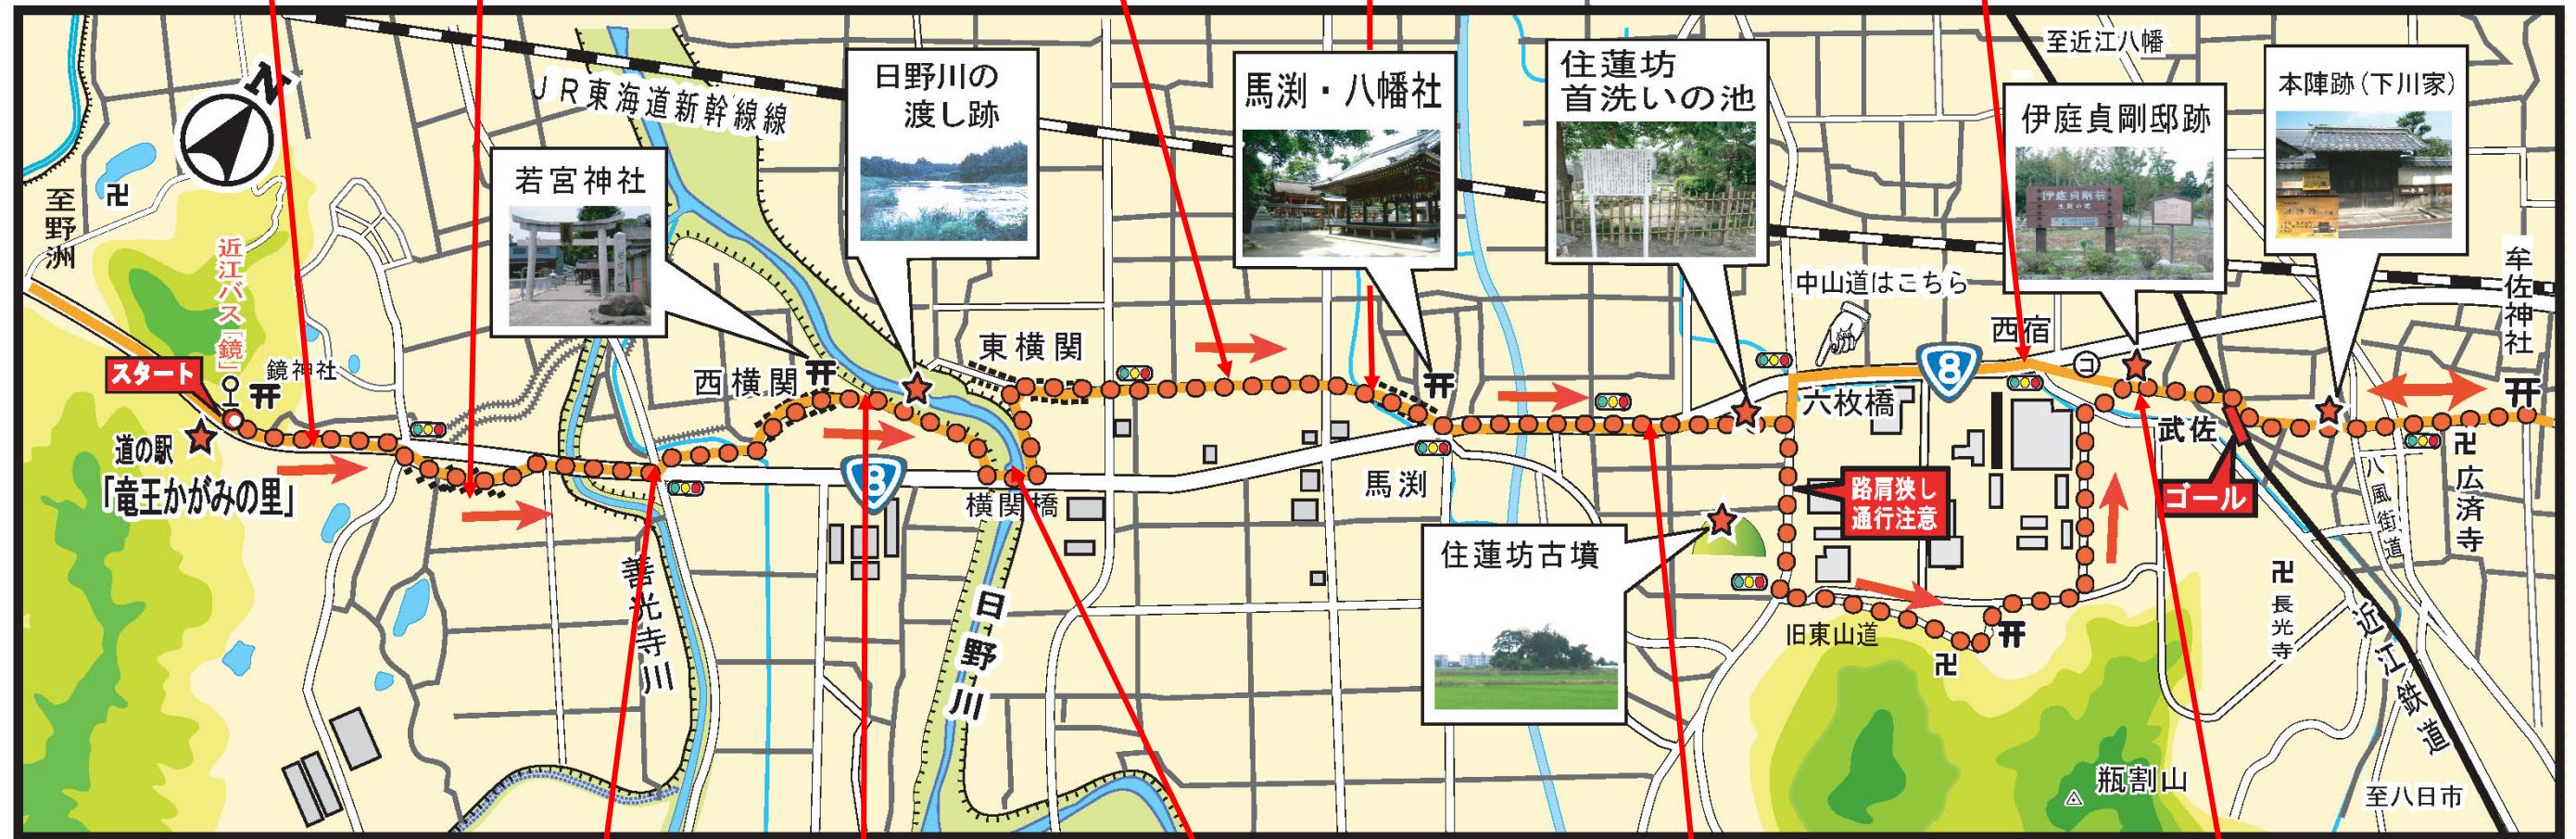 N
至野洲
近江バス「鏡」
スタート
鏡神社
道の駅
「竜王かがみの里」
JR東海道新幹線線
若宮神社
日野川の
渡し跡
西横関
東横関
8
横関橋
善光寺川
日野川
馬渕・八幡社
馬渕
住蓮坊
首洗いの池
住蓮坊古墳
中山道はこちら
六枚橋
8
路肩狭し
通行注意
旧東山道
西宿
コ
至近江八幡
伊庭貞剛邸跡
伊庭貞剛翁
本陣跡(下川家)
武佐
ゴール
牟佐神社
広済寺
八風街道
長光寺
近江鉄道
瓶割山
至八日市